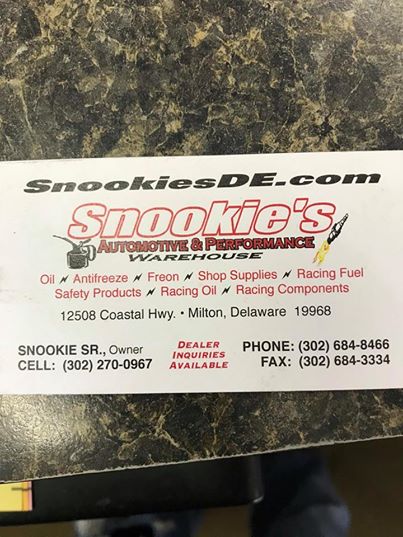 SnookiesDE.com
Snookie's
AUTOMOTIVE & PERFORMANCE
WAREHOUSE
Oil Antifreeze Freon Shop Supplies Racing Fuel
Safety Products Racing Oil Racing Components
12508 Coastal Hwy. • Milton, Delaware 19968
SNOOKIE SR., Owner
CELL: (302) 270-0967
DEALER
INQUIRIES
AVAILABLE
PHONE: (302) 684-8466
FAX: (302) 684-3334